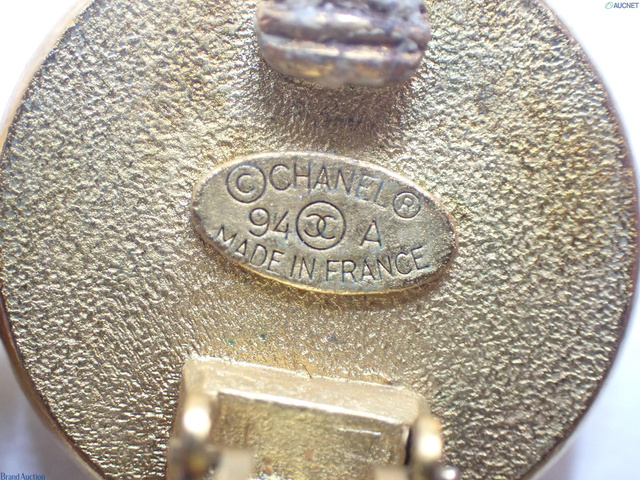 AUCNET
© CHANEL ®
94 A
MADE IN FRANCE
Brand Auction